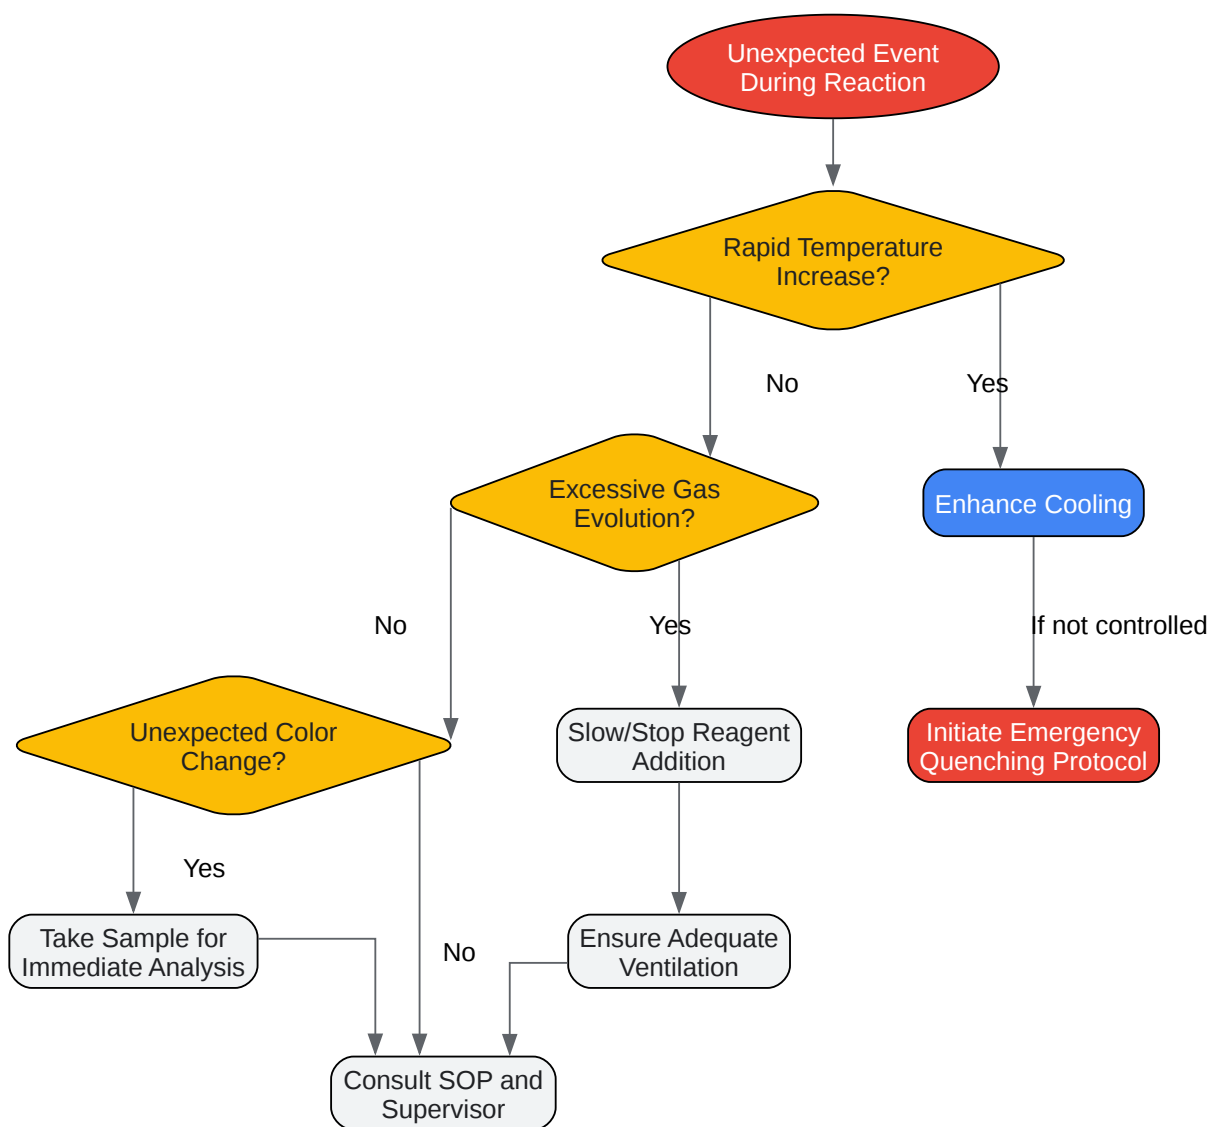 Unexpected Event
During Reaction
Rapid Temperature
Increase?
No
Yes
Excessive Gas
Evolution?
Enhance Cooling
No
Yes
If not controlled
Unexpected Color
Change?
Slow/Stop Reagent
Addition
Initiate Emergency
Quenching Protocol
Yes
Take Sample for
Immediate Analysis
No
Ensure Adequate
Ventilation
Consult SOP and
Supervisor